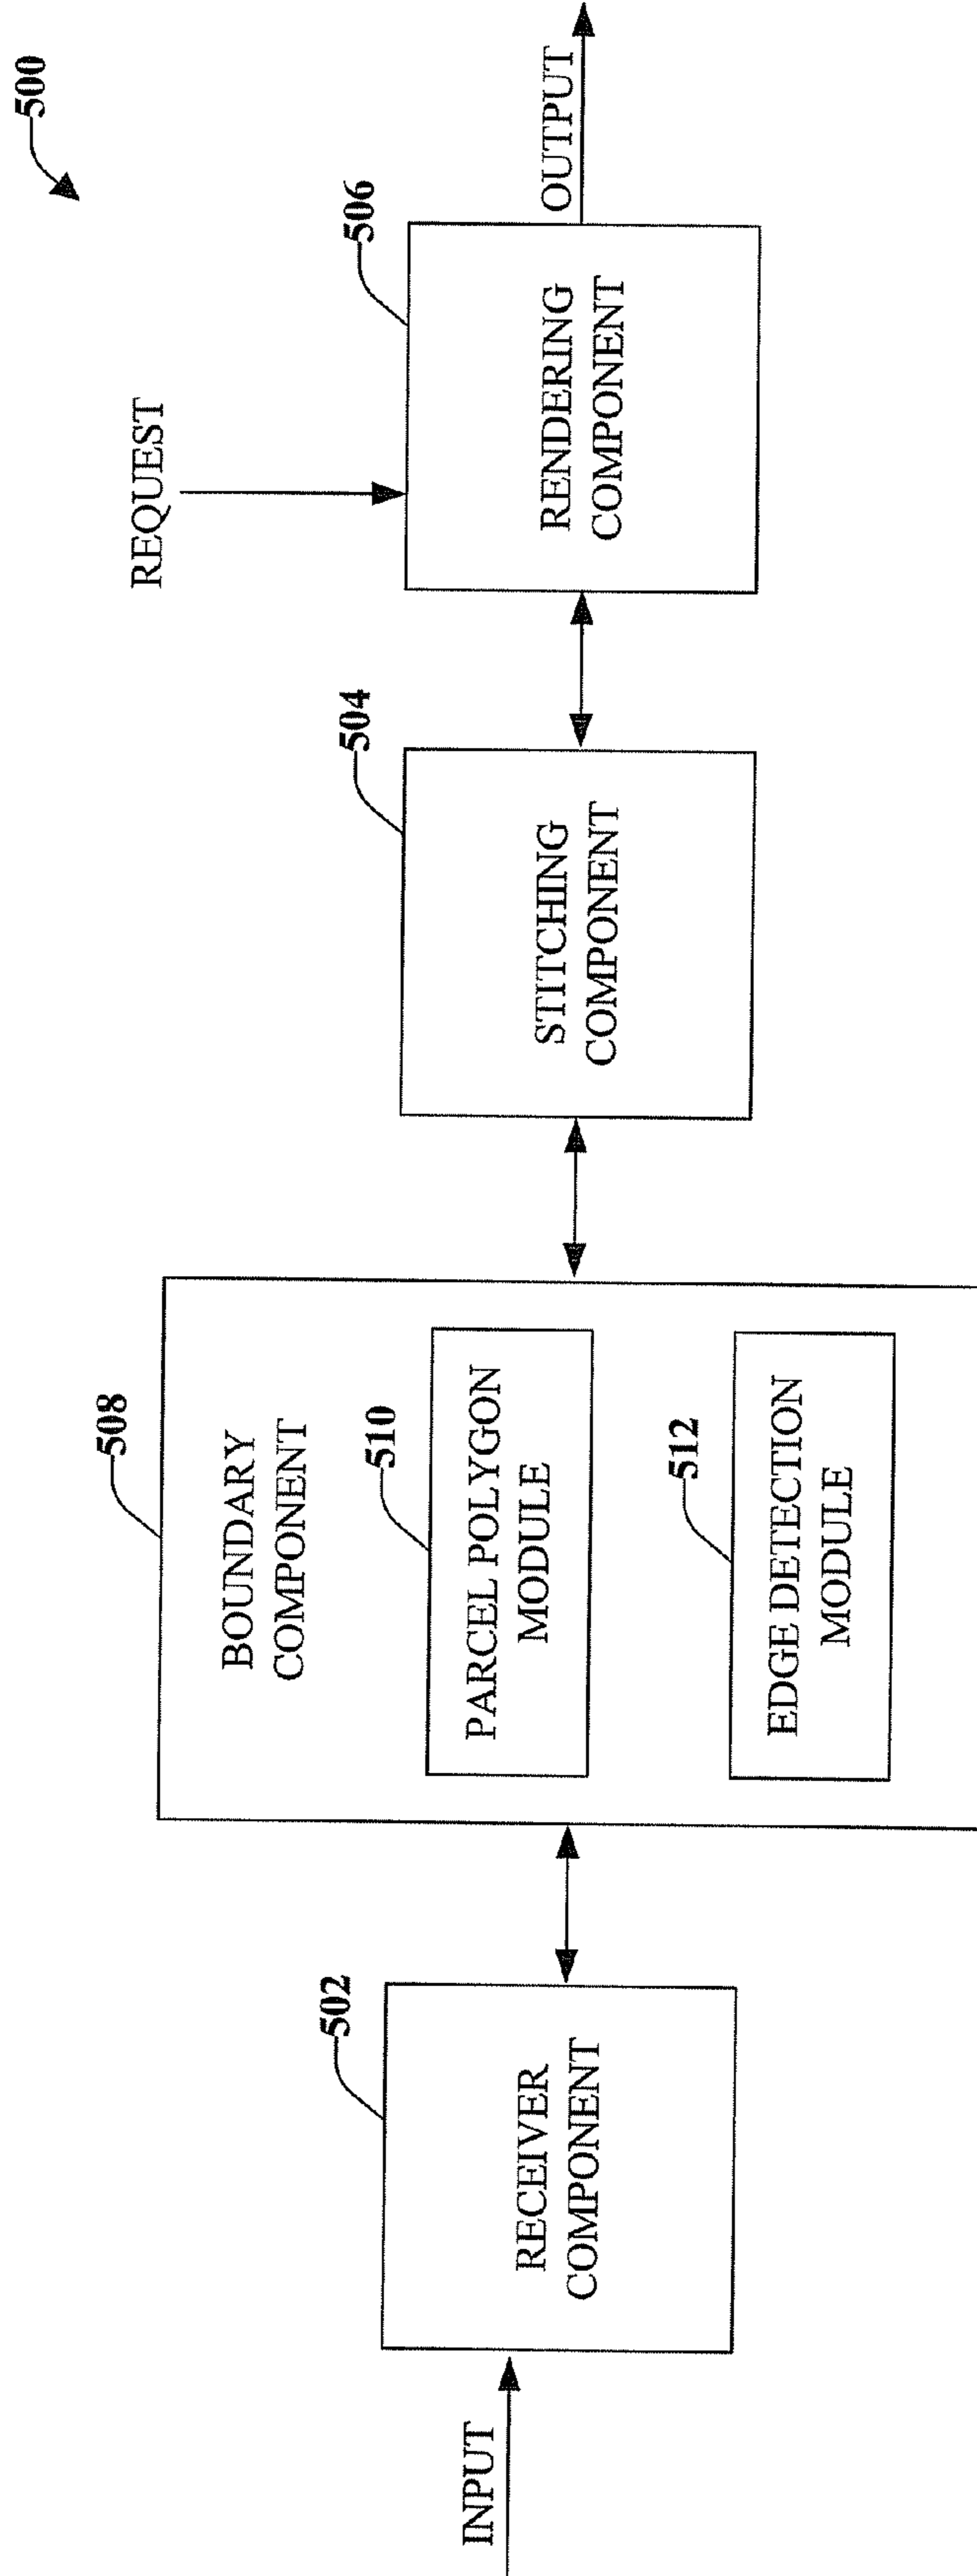 500
INPUT
502
RECEIVER
COMPONENT
508
BOUNDARY
COMPONENT
510
PARCEL POLYGON
MODULE
512
EDGE DETECTION
MODULE
504
STITCHING
COMPONENT
REQUEST
506
RENDERING
COMPONENT
OUTPUT